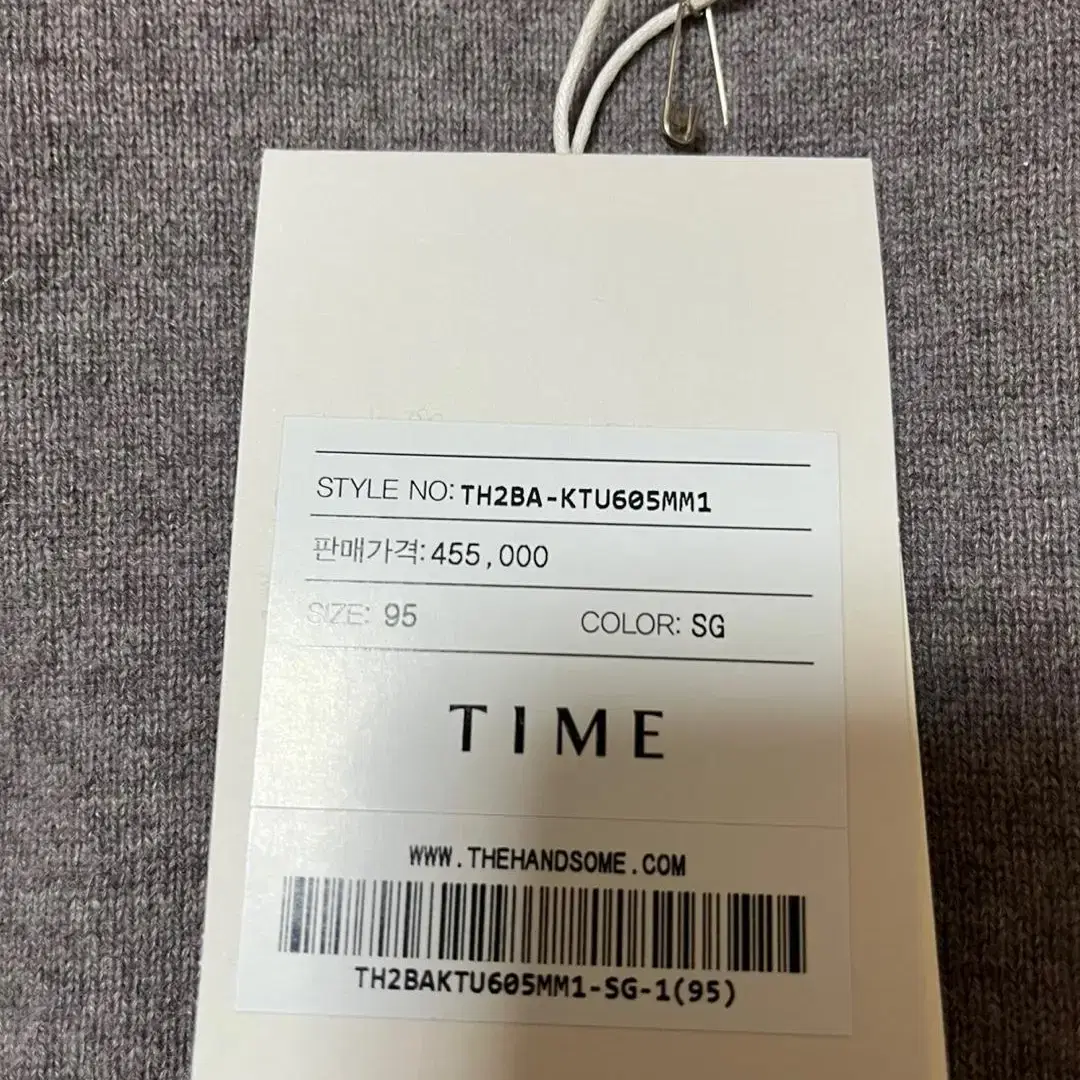 STYLE NO: TH2BA-KTU605MM1
판매가격: 455,000
SIZE: 95 COLOR: SG
TIME
WWW.THEHANDSOME.COM
TH2BAKTU605MM1-SG-1(95)